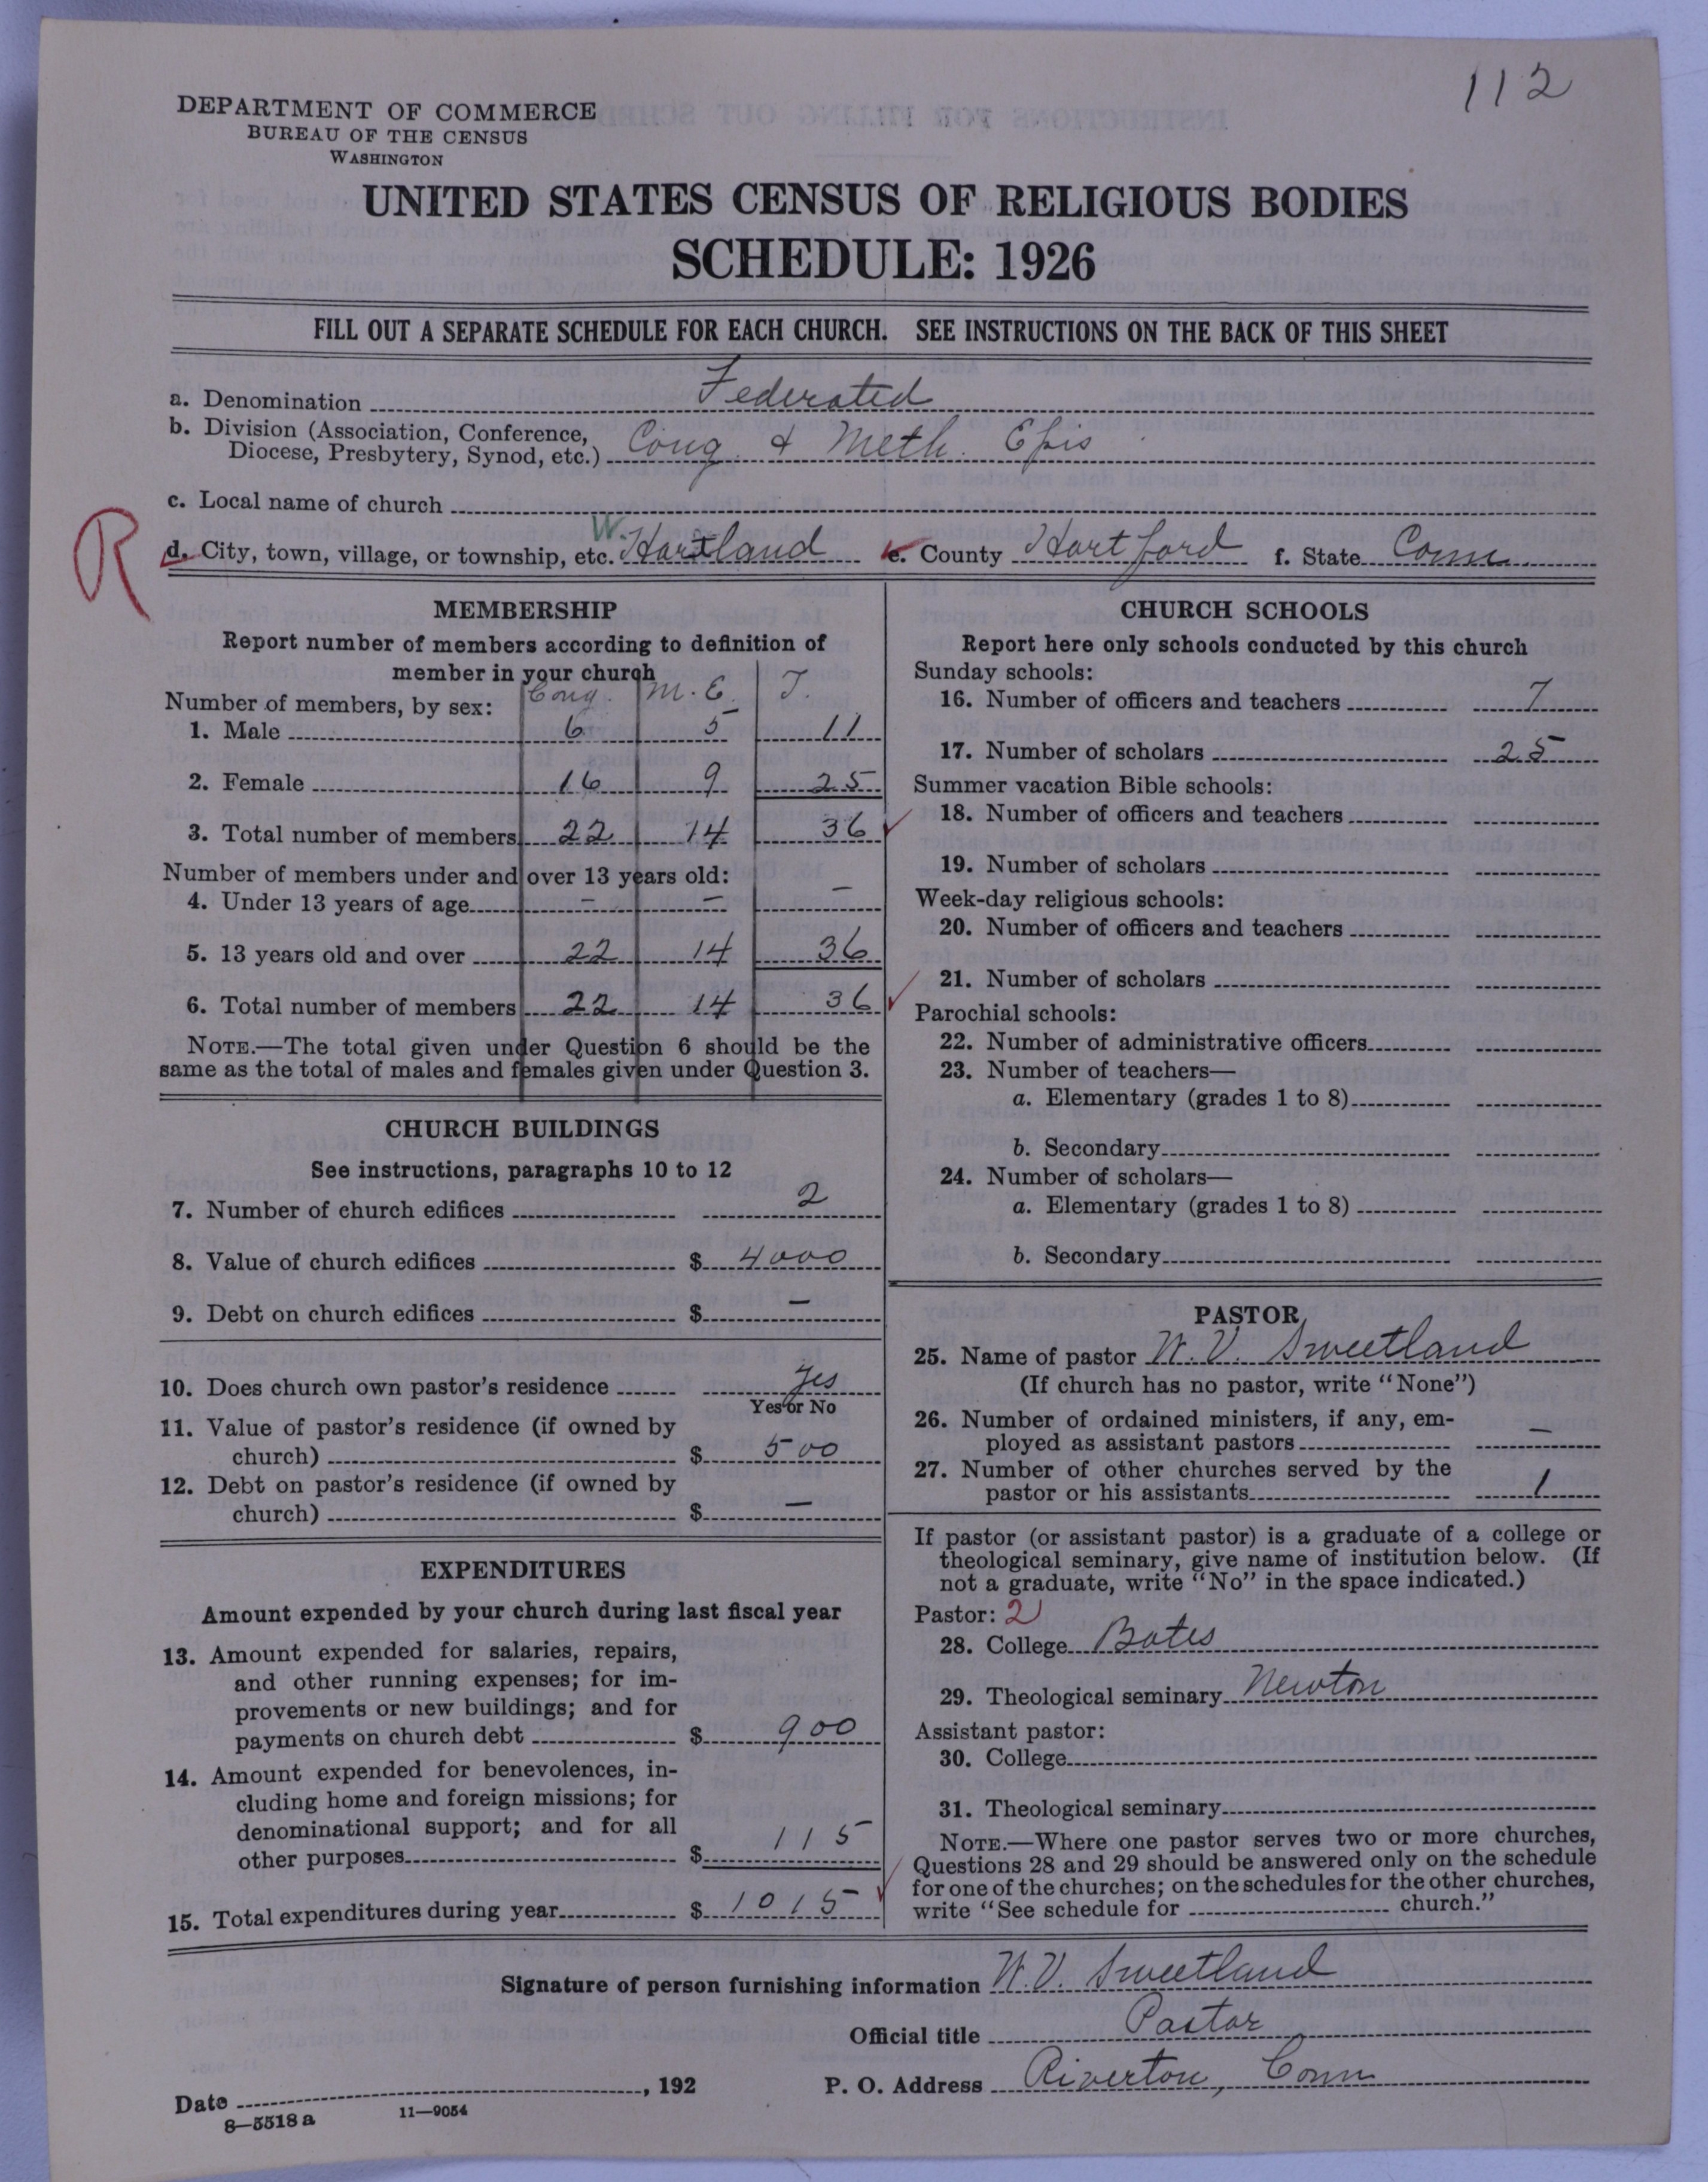 112
DEPARTMENT OF COMMERCE
BUREAU OF THE CENSUS
WASHINGTON
UNITED STATES CENSUS OF RELIGIOUS BODIES
SCHEDULE: 1926
FILL OUT A SEPARATE SCHEDULE FOR EACH CHURCH. SEE INSTRUCTIONS ON THE BACK OF THIS SHEET
a. Denomination Federated
b. Division (Association, Conference,
Diocese, Presbytery, Synod, etc.) Cong. & Meth. Epis
c. Local name of church
R
d. City, town, village, or township, etc. W. Hartland e. County Hartford f. State Conn.
MEMBERSHIP
Report number of members according to definition of
member in your church
Cong. M. E. T.
Number of members, by sex:
1. Male 6 5 11
2. Female 16 9 25
3. Total number of members 22 14 36
Number of members under and over 13 years old:
4. Under 13 years of age - - -
5. 13 years old and over 22 14 36
6. Total number of members 22 14 36
NOTE.—The total given under Question 6 should be the
same as the total of males and females given under Question 3.
CHURCH BUILDINGS
See instructions, paragraphs 10 to 12
7. Number of church edifices 2
8. Value of church edifices $ 4000
9. Debt on church edifices $ —
10. Does church own pastor's residence Yes
Yes or No
11. Value of pastor's residence (if owned by
church) $ 500
12. Debt on pastor's residence (if owned by
church) $ —
EXPENDITURES
Amount expended by your church during last fiscal year
13. Amount expended for salaries, repairs,
and other running expenses; for im-
provements or new buildings; and for
payments on church debt $ 900
14. Amount expended for benevolences, in-
cluding home and foreign missions; for
denominational support; and for all
other purposes $ 115
15. Total expenditures during year $ 1015
CHURCH SCHOOLS
Report here only schools conducted by this church
Sunday schools:
16. Number of officers and teachers 7
17. Number of scholars 25
Summer vacation Bible schools:
18. Number of officers and teachers
19. Number of scholars
Week-day religious schools:
20. Number of officers and teachers
21. Number of scholars
Parochial schools:
22. Number of administrative officers
23. Number of teachers—
a. Elementary (grades 1 to 8)
b. Secondary
24. Number of scholars—
a. Elementary (grades 1 to 8)
b. Secondary
PASTOR
25. Name of pastor W. V. Sweetland
(If church has no pastor, write "None")
26. Number of ordained ministers, if any, em-
ployed as assistant pastors —
27. Number of other churches served by the
pastor or his assistants 1
If pastor (or assistant pastor) is a graduate of a college or
theological seminary, give name of institution below. (If
not a graduate, write "No" in the space indicated.)
Pastor: 2
28. College Bates
29. Theological seminary Newton
Assistant pastor:
30. College
31. Theological seminary
NOTE.—Where one pastor serves two or more churches,
Questions 28 and 29 should be answered only on the schedule
for one of the churches; on the schedules for the other churches,
write "See schedule for church."
Signature of person furnishing information W. V. Sweetland
Official title Pastor
Date , 192 P. O. Address Riverton, Conn
8—5518 a 11—9054